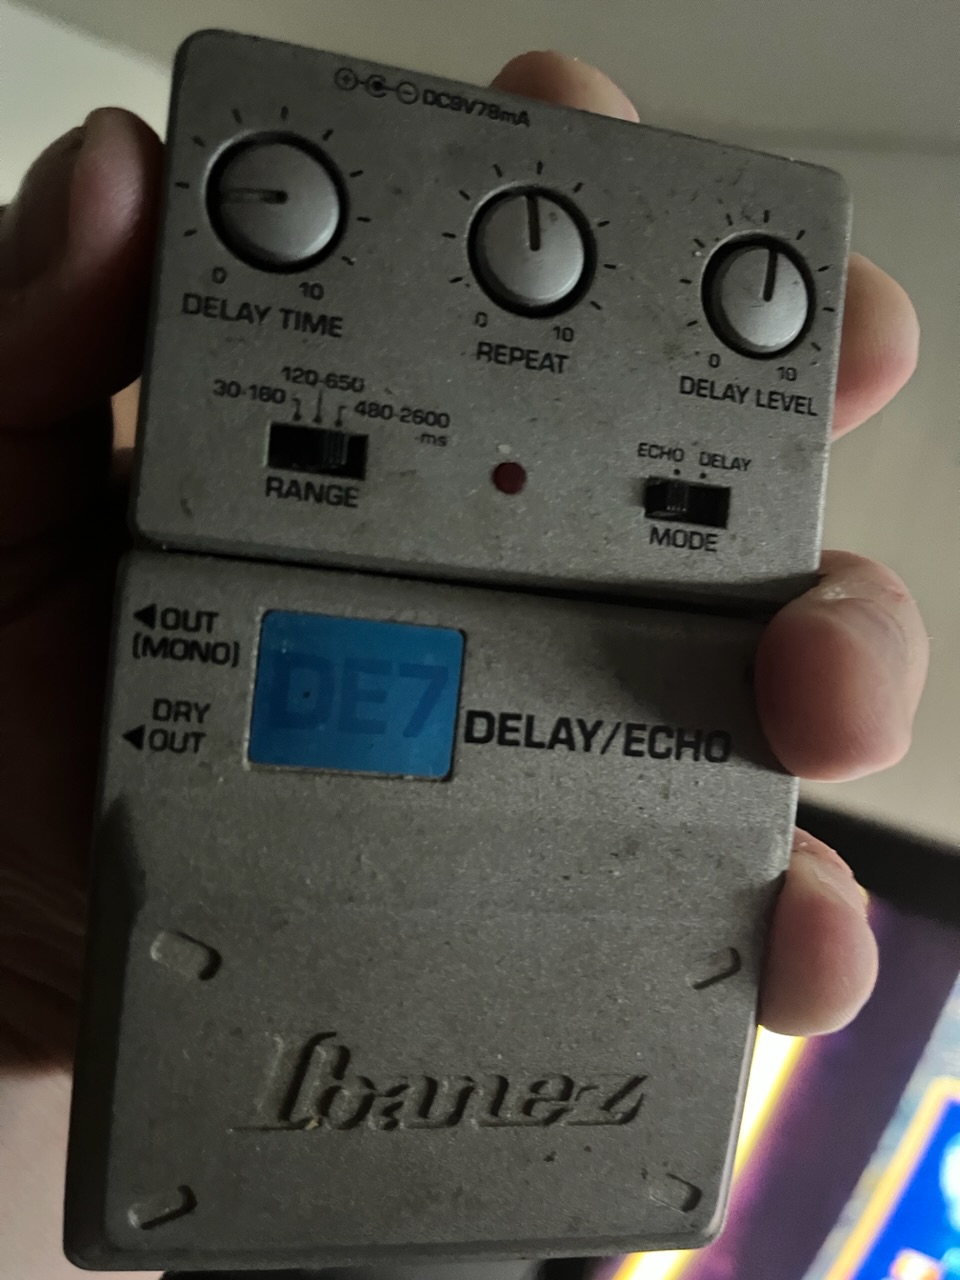 DC9V78mA
0 10
DELAY TIME
0 10
REPEAT
0 10
DELAY LEVEL
30-160
120-650
480-2600
ms
RANGE
ECHO DELAY
MODE
OUT
(MONO)
DRY
OUT
DE7
DELAY/ECHO
Ibanez